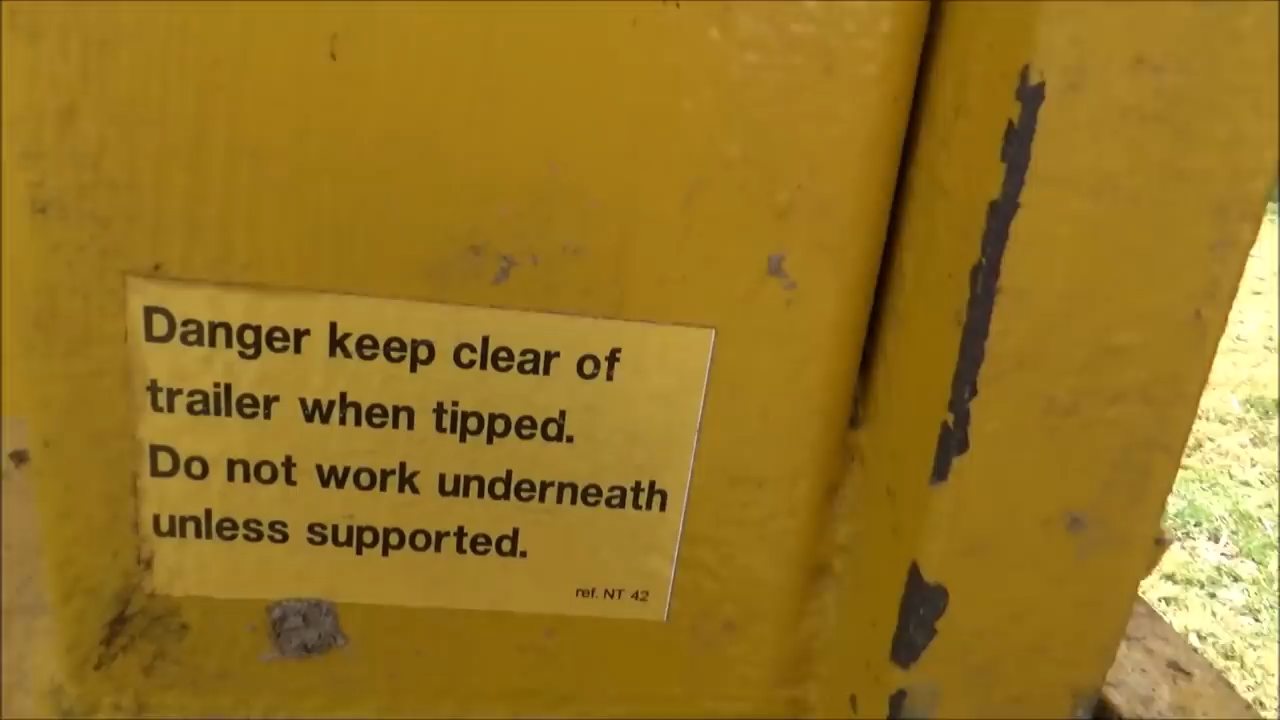 Danger keep clear of
trailer when tipped.
Do not work underneath
unless supported.
ref. NT 42